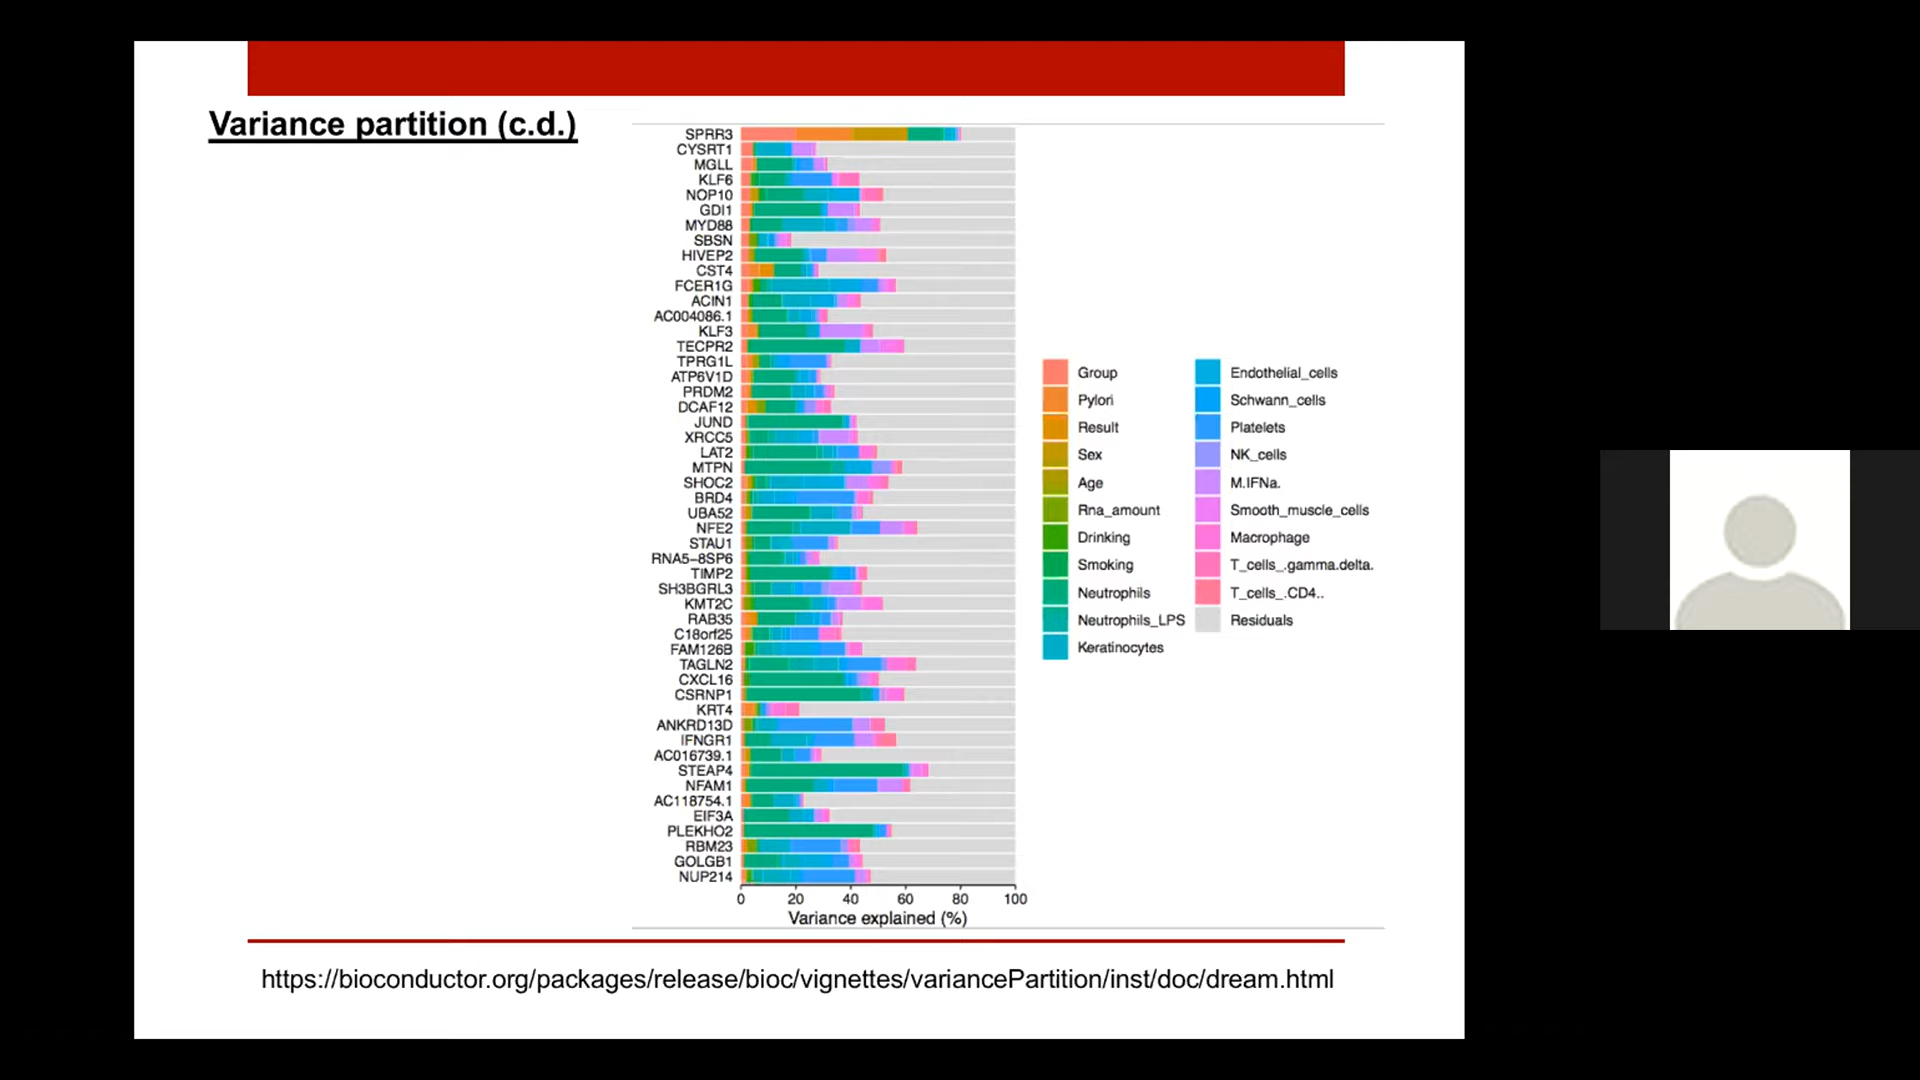 Variance partition (c.d.)
SPRR3
CYSRT1
MGLL
KLF6
NOP10
GDI1
MYD88
SBSN
HIVEP2
CST4
FCER1G
ACIN1
AC004086.1
KLF3
TECPR2
TPRG1L
ATP6V1D
PRDM2
DCAF12
JUND
XRCC5
LAT2
MTPN
SHOC2
BRD4
UBA52
NFE2
STAU1
RNA5−8SP6
TIMP2
SH3BGRL3
KMT2C
RAB35
C18orf25
FAM126B
TAGLN2
CXCL16
CSRNP1
KRT4
ANKRD13D
IFNGR1
AC016739.1
STEAP4
NFAM1
AC118754.1
EIF3A
PLEKHO2
RBM23
GOLGB1
NUP214
0 20 40 60 80 100
Variance explained (%)
Group
Pylori
Result
Sex
Age
Rna_amount
Drinking
Smoking
Neutrophils
Neutrophils_LPS
Keratinocytes
Endothelial_cells
Schwann_cells
Platelets
NK_cells
M.IFNa.
Smooth_muscle_cells
Macrophage
T_cells_.gamma.delta.
T_cells_.CD4..
Residuals
https://bioconductor.org/packages/release/bioc/vignettes/variancePartition/inst/doc/dream.html